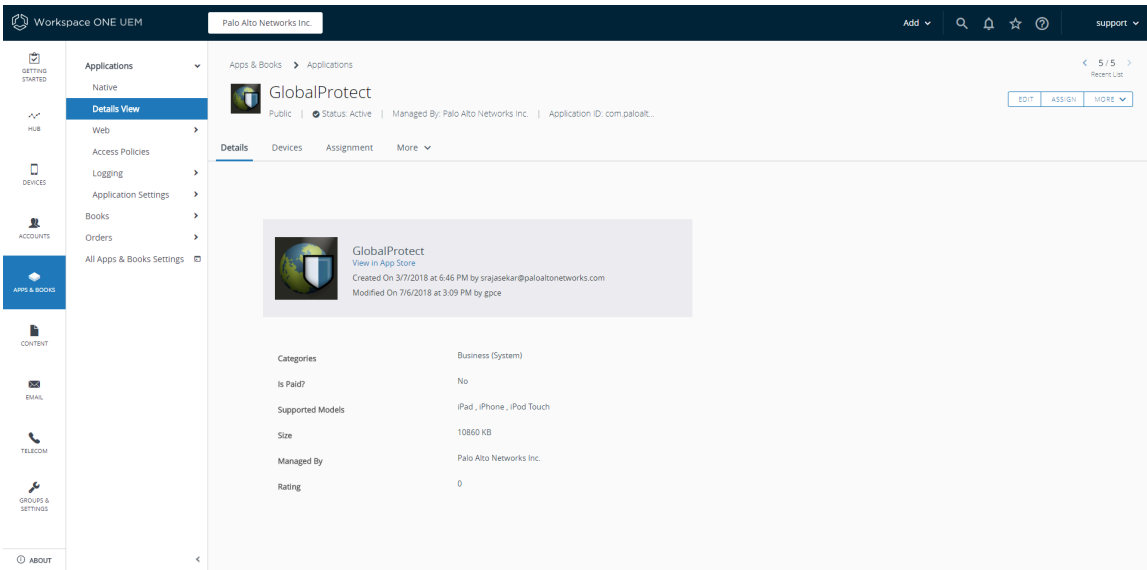 Workspace ONE UEM
Palo Alto Networks Inc.
Add
support
GETTING STARTED
HUB
DEVICES
ACCOUNTS
APPS & BOOKS
CONTENT
EMAIL
TELECOM
GROUPS & SETTINGS
ABOUT
Applications
Native
Details View
Web
Access Policies
Logging
Application Settings
Books
Orders
All Apps & Books Settings
Apps & Books > Applications
5 / 5
Recent List
GlobalProtect
Public | Status: Active | Managed By: Palo Alto Networks Inc. | Application ID: com.paloalt...
EDIT ASSIGN MORE
Details Devices Assignment More
GlobalProtect
View in App Store
Created On 3/7/2018 at 6:46 PM by srajasekar@paloaltonetworks.com
Modified On 7/6/2018 at 3:09 PM by gpce
Categories Business (System)
Is Paid? No
Supported Models iPad , iPhone , iPod Touch
Size 10860 KB
Managed By Palo Alto Networks Inc.
Rating 0